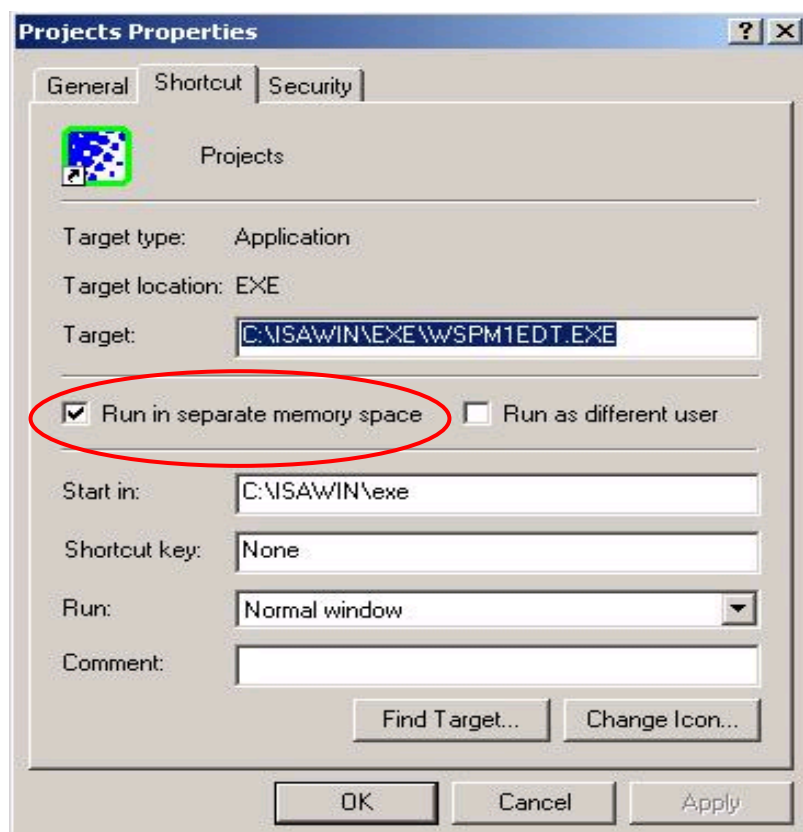 Projects Properties
General Shortcut Security
Projects
Target type: Application
Target location: EXE
Target: C:\ISAWIN\EXE\WSPM1EDT.EXE
Run in separate memory space Run as different user
Start in: C:\ISAWIN\exe
Shortcut key: None
Run: Normal window
Comment:
Find Target... Change Icon...
OK Cancel Apply